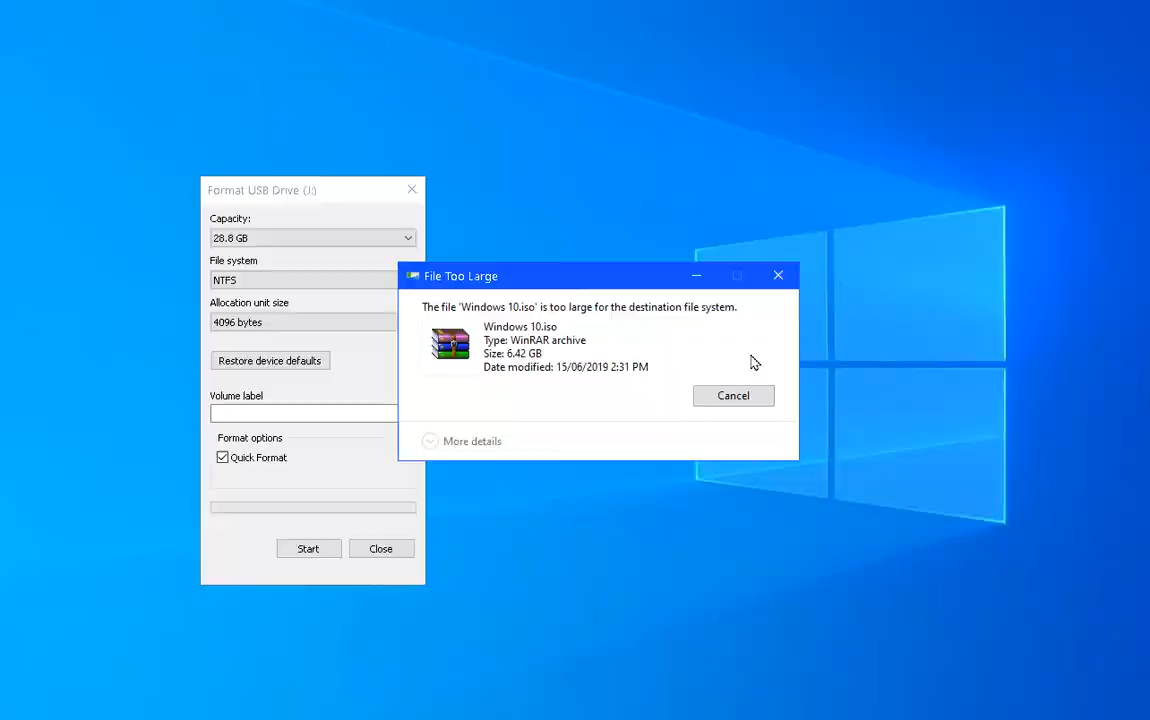 Format USB Drive (J:)
Capacity:
28.8 GB
File system
NTFS
Allocation unit size
4096 bytes
Restore device defaults
Volume label
Format options
Quick Format
Start
Close
File Too Large
The file 'Windows 10.iso' is too large for the destination file system.
Windows 10.iso
Type: WinRAR archive
Size: 6.42 GB
Date modified: 15/06/2019 2:31 PM
Cancel
More details